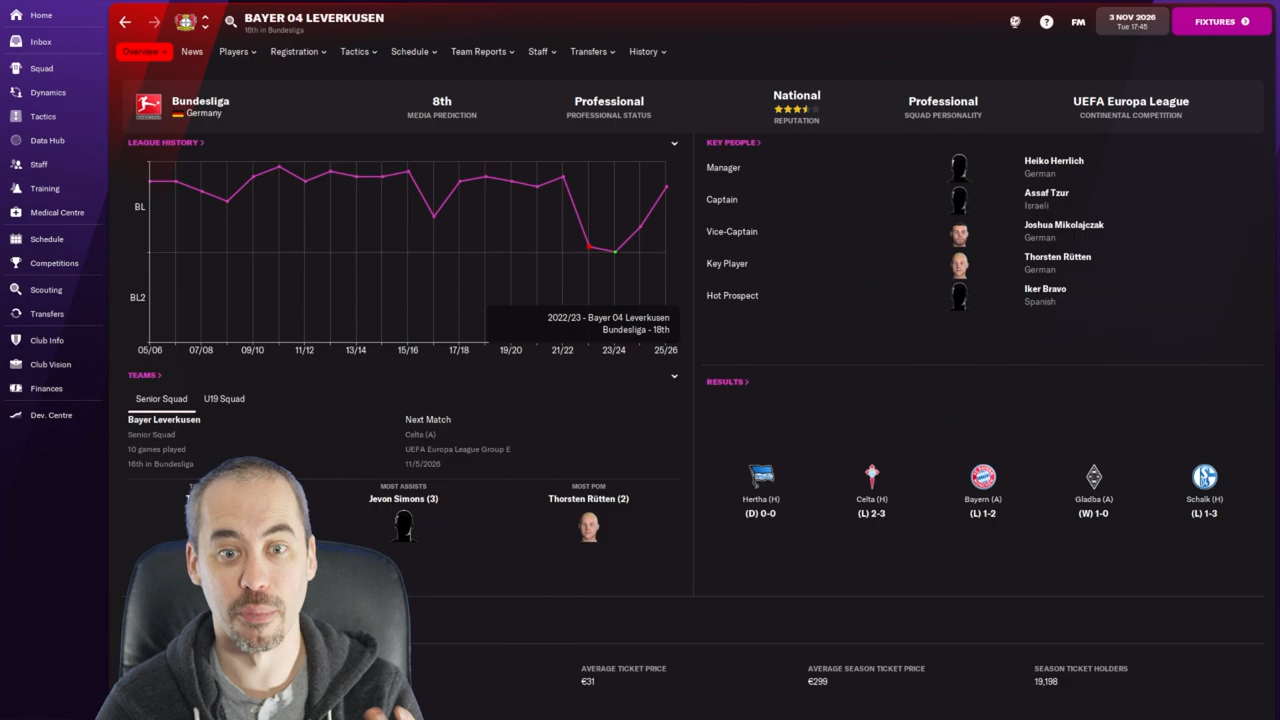 Home
Inbox
Squad
Dynamics
Tactics
Data Hub
Staff
Training
Medical Centre
Schedule
Competitions
Scouting
Transfers
Club Info
Club Vision
Finances
Dev. Centre
BAYER 04 LEVERKUSEN
16th in Bundesliga
?
FM
3 NOV 2026
Tue 17:45
FIXTURES
Overview
News
Players
Registration
Tactics
Schedule
Team Reports
Staff
Transfers
History
Bundesliga
Germany
8th
MEDIA PREDICTION
Professional
PROFESSIONAL STATUS
National
REPUTATION
Professional
SQUAD PERSONALITY
UEFA Europa League
CONTINENTAL COMPETITION
LEAGUE HISTORY >
BL
BL2
2022/23 - Bayer 04 Leverkusen
Bundesliga - 18th
05/06 07/08 09/10 11/12 13/14 15/16 17/18 19/20 21/22 23/24 25/26
KEY PEOPLE >
Manager
Heiko Herrlich
German
Captain
Assaf Tzur
Israeli
Vice-Captain
Joshua Mikolajczak
German
Key Player
Thorsten Rütten
German
Hot Prospect
Iker Bravo
Spanish
TEAMS >
Senior Squad
U19 Squad
Bayer Leverkusen
Senior Squad
10 games played
16th in Bundesliga
Next Match
Celta (A)
UEFA Europa League Group E
11/5/2026
MOST ASSISTS
Jevon Simons (3)
MOST POM
Thorsten Rütten (2)
RESULTS >
Hertha (H)
(D) 0-0
Celta (H)
(L) 2-3
Bayern (A)
(L) 1-2
Gladba (A)
(W) 1-0
Schalk (H)
(L) 1-3
AVERAGE TICKET PRICE
€31
AVERAGE SEASON TICKET PRICE
€299
SEASON TICKET HOLDERS
19,198